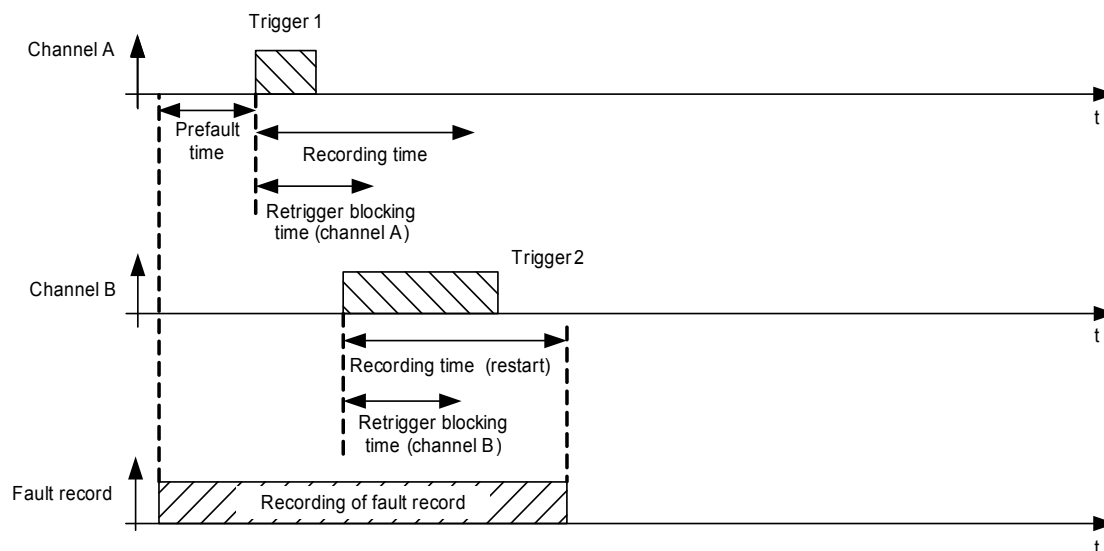 Trigger 1
Channel A
t
Prefault
time
Recording time
Retrigger blocking
time (channel A)
Trigger 2
Channel B
t
Recording time (restart)
Retrigger blocking
time (channel B)
Fault record
Recording of fault record
t